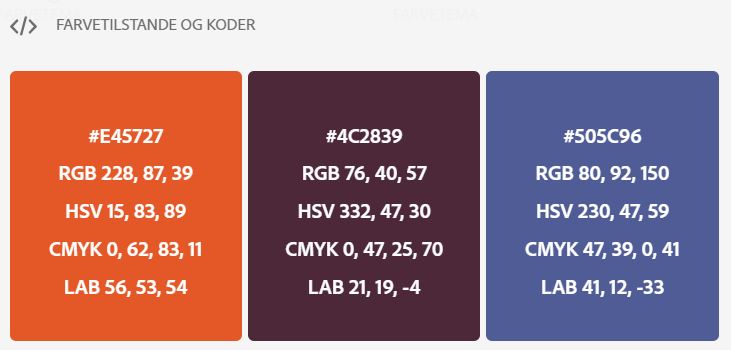 FARVETEMA FARVETEMA
</> FARVETILSTANDE OG KODER
#E45727
RGB 228, 87, 39
HSV 15, 83, 89
CMYK 0, 62, 83, 11
LAB 56, 53, 54
#4C2839
RGB 76, 40, 57
HSV 332, 47, 30
CMYK 0, 47, 25, 70
LAB 21, 19, -4
#505C96
RGB 80, 92, 150
HSV 230, 47, 59
CMYK 47, 39, 0, 41
LAB 41, 12, -33